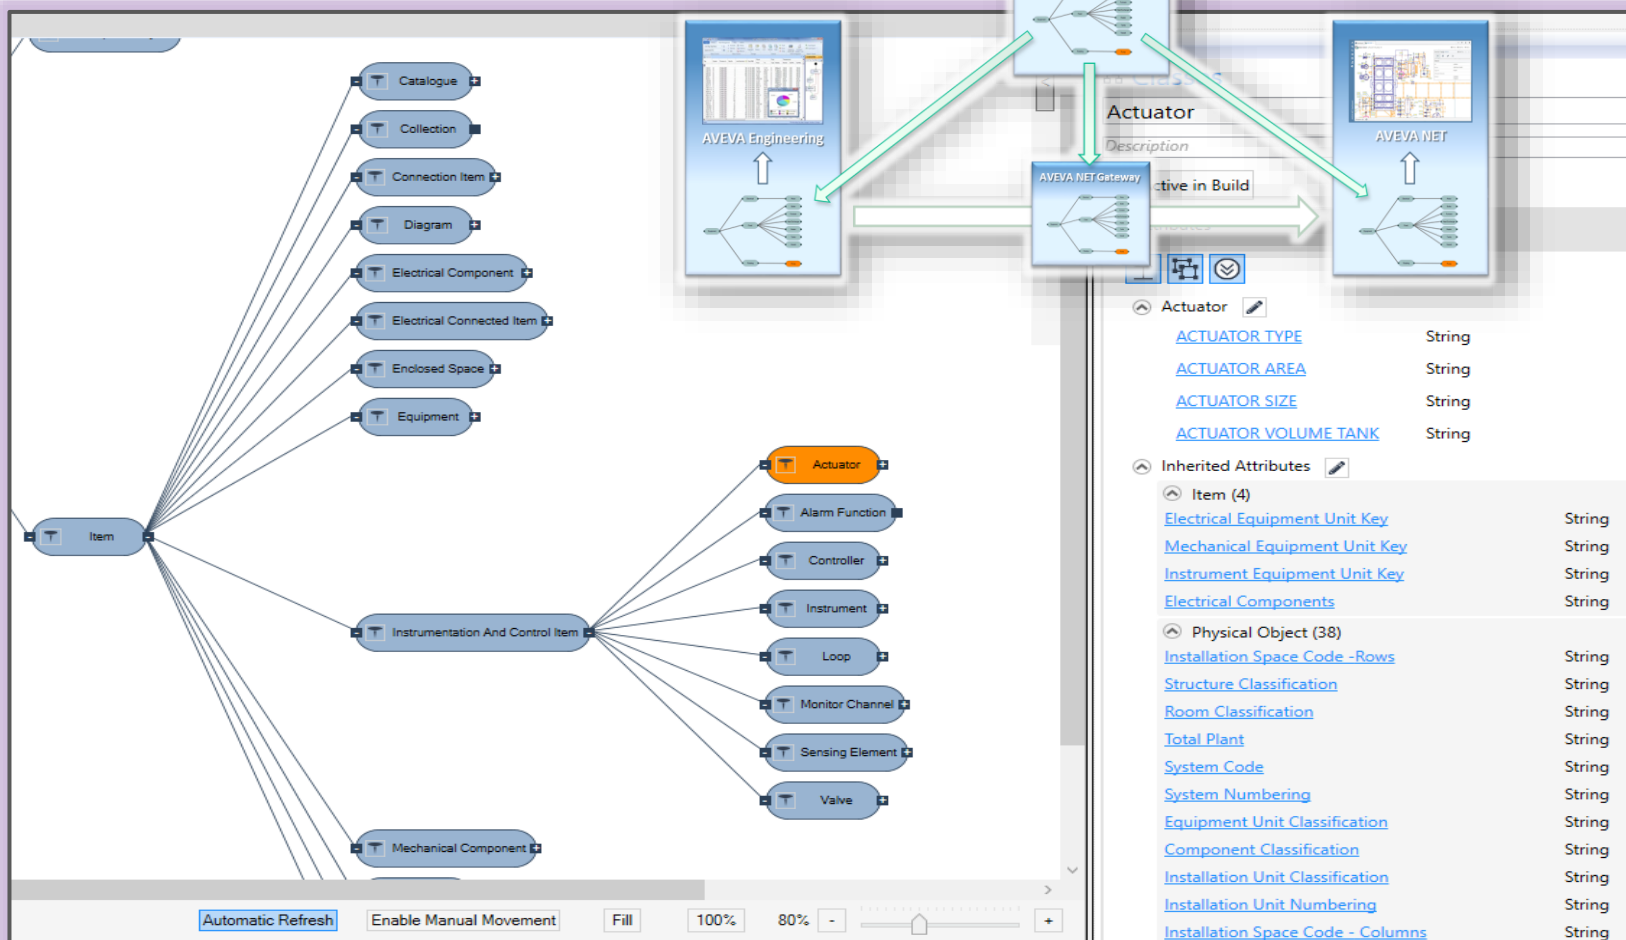 Catalogue
Collection
Connection Item
Diagram
Electrical Component
Electrical Connected Item
Enclosed Space
Equipment
Item
Instrumentation And Control Item
Mechanical Component
Actuator
Alarm Function
Controller
Instrument
Loop
Monitor Channel
Sensing Element
Valve
AVEVA Engineering
AVEVA NET Gateway
AVEVA NET
Actuator
Description
ctive in Build
Actuator
ACTUATOR TYPE String
ACTUATOR AREA String
ACTUATOR SIZE String
ACTUATOR VOLUME TANK String
Inherited Attributes
Item (4)
Electrical Equipment Unit Key String
Mechanical Equipment Unit Key String
Instrument Equipment Unit Key String
Electrical Components String
Physical Object (38)
Installation Space Code -Rows String
Structure Classification String
Room Classification String
Total Plant String
System Code String
System Numbering String
Equipment Unit Classification String
Component Classification String
Installation Unit Classification String
Installation Unit Numbering String
Installation Space Code - Columns String
Automatic Refresh Enable Manual Movement Fill 100% 80% - +